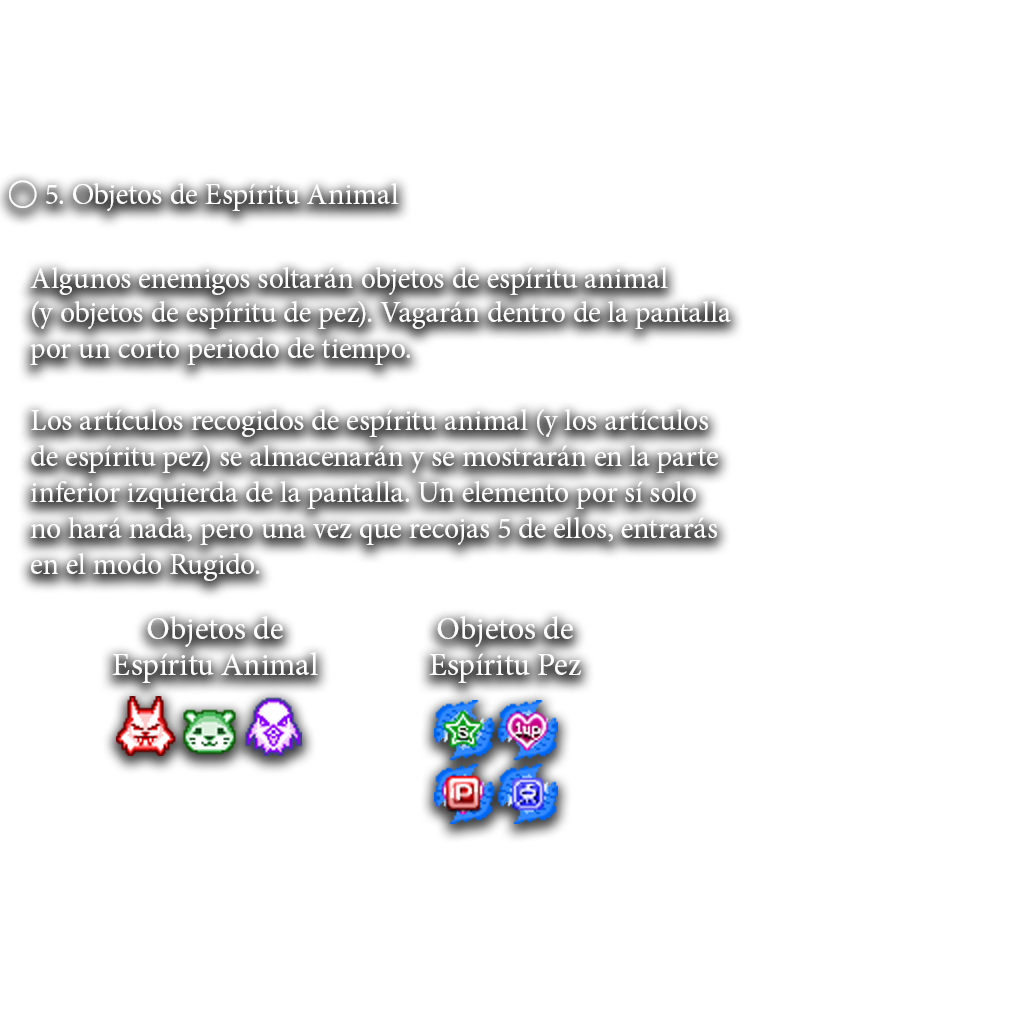 5. Objetos de Espíritu Animal
Algunos enemigos soltarán objetos de espíritu animal
(y objetos de espíritu de pez). Vagarán dentro de la pantalla
por un corto periodo de tiempo.
Los artículos recogidos de espíritu animal (y los artículos
de espíritu pez) se almacenarán y se mostrarán en la parte
inferior izquierda de la pantalla. Un elemento por sí solo
no hará nada, pero una vez que recojas 5 de ellos, entrarás
en el modo Rugido.
Objetos de
Espíritu Animal
Objetos de
Espíritu Pez
S 1up
P